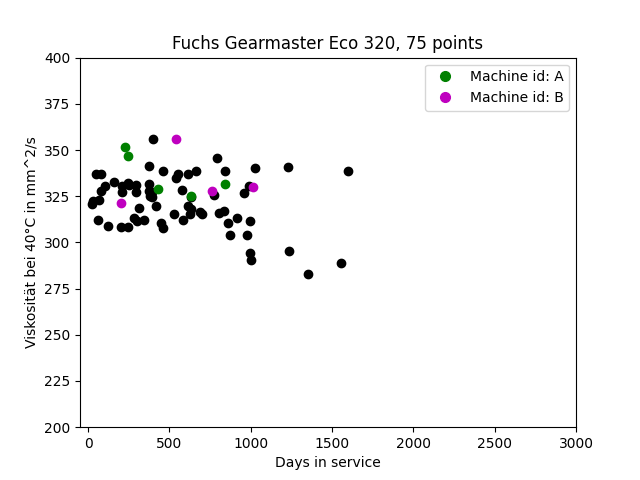 Fuchs Gearmaster Eco 320, 75 points
Machine id: A
Machine id: B
Viskosität bei 40°C in mm^2/s
400
375
350
325
300
275
250
225
200
0 500 1000 1500 2000 2500 3000
Days in service